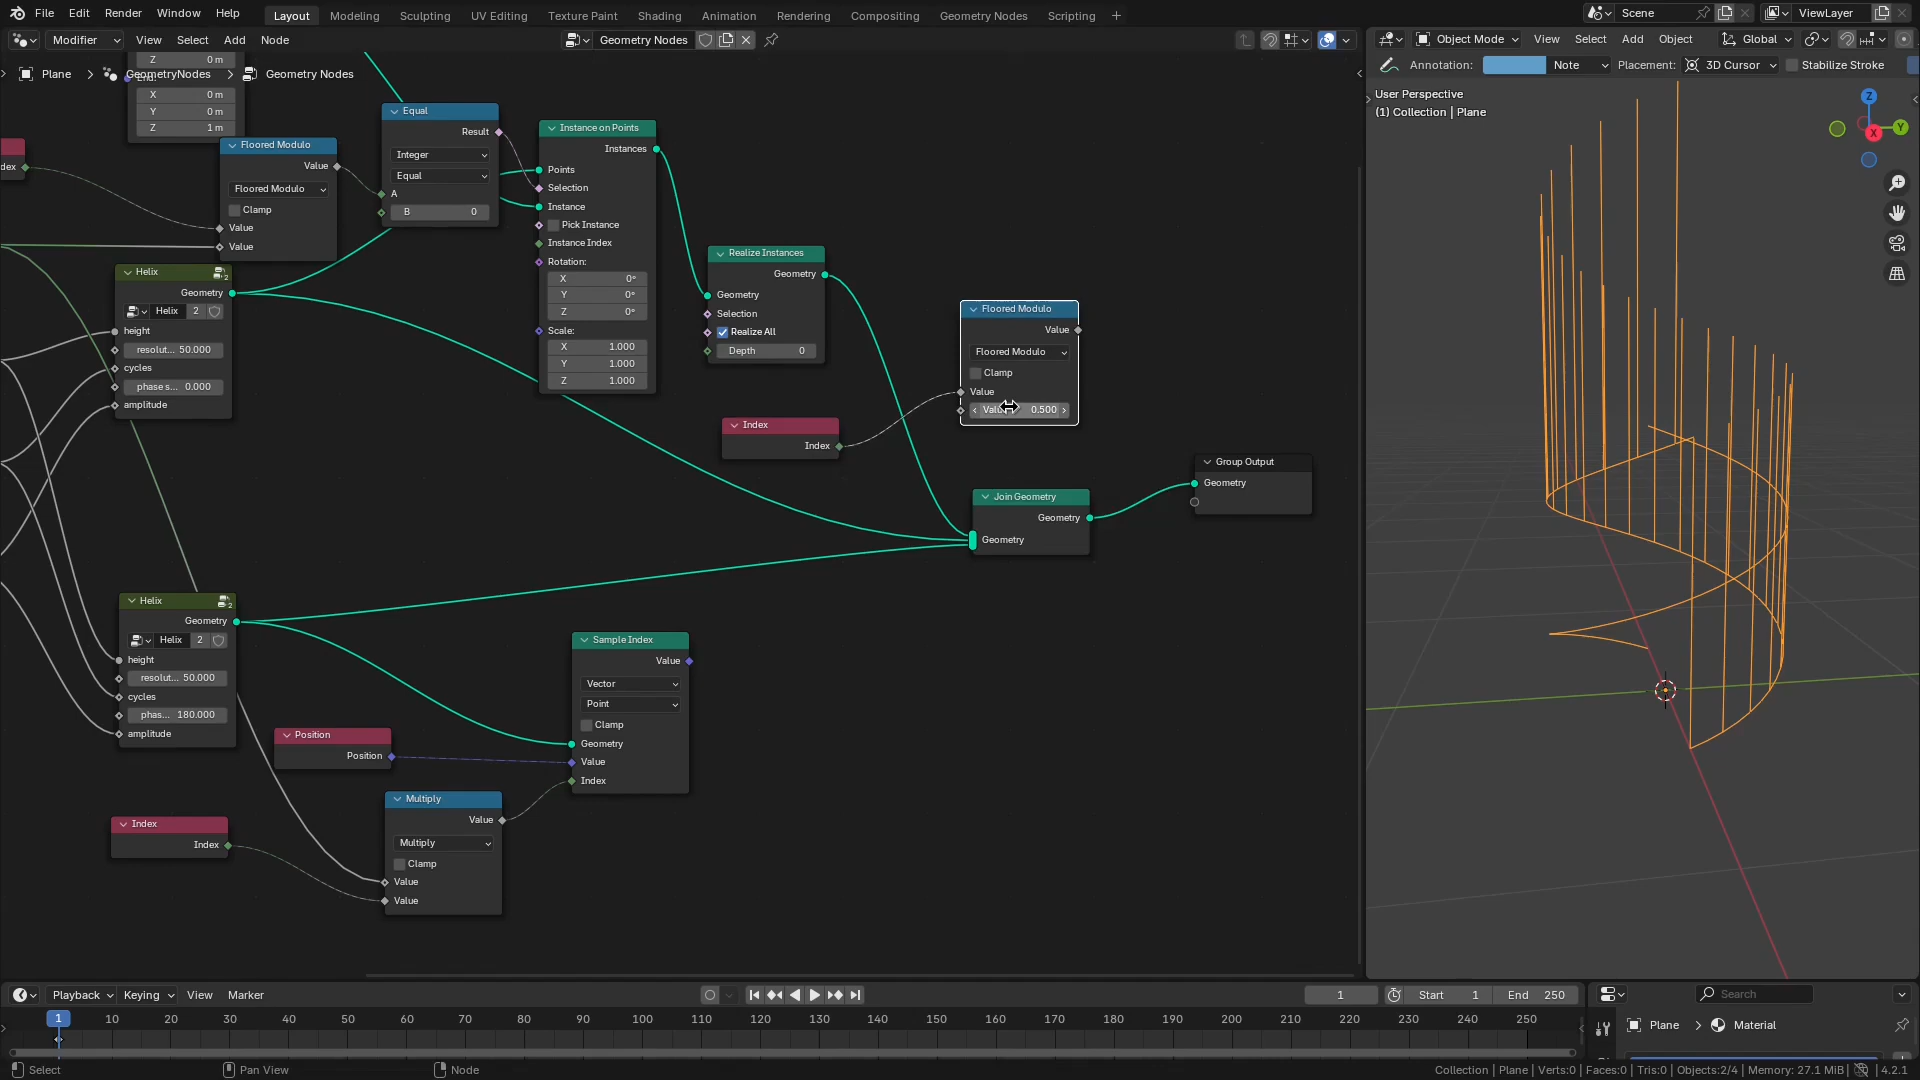 File Edit Render Window Help Layout Modeling Sculpting UV Editing Texture Paint Shading Animation Rendering Compositing Geometry Nodes Scripting + Scene ViewLayer
Modifier View Select Add Node Geometry Nodes Object Mode View Select Add Object Global
Annotation: Note Placement: 3D Cursor Stabilize Stroke
Plane > GeometryNodes > Geometry Nodes
Z 0 m
X 0 m
Y 0 m
Z 1 m
dex
Floored Modulo
Value
Floored Modulo
Clamp
Value
Value
Equal
Result
Integer
Equal
A
B 0
Instance on Points
Instances
Points
Selection
Instance
Pick Instance
Instance Index
Rotation:
X 0°
Y 0°
Z 0°
Scale:
X 1.000
Y 1.000
Z 1.000
Helix
Geometry
Helix 2
height
resolut... 50.000
cycles
phase s... 0.000
amplitude
Realize Instances
Geometry
Geometry
Selection
Realize All
Depth 0
Index
Index
Floored Modulo
Value
Floored Modulo
Clamp
Value
Valu 0.500
Join Geometry
Geometry
Geometry
Group Output
Geometry
Helix
Geometry
Helix 2
height
resolut... 50.000
cycles
phas... 180.000
amplitude
Position
Position
Sample Index
Value
Vector
Point
Clamp
Geometry
Value
Index
Index
Index
Multiply
Value
Multiply
Clamp
Value
Value
User Perspective
(1) Collection | Plane
Z
Y
X
Playback Keying View Marker 1 Start 1 End 250
1 10 20 30 40 50 60 70 80 90 100 110 120 130 140 150 160 170 180 190 200 210 220 230 240 250
Search
Plane > Material
Select Pan View Node Collection | Plane | Verts:0 | Faces:0 | Tris:0 | Objects:2/4 | Memory: 27.1 MiB | 4.2.1